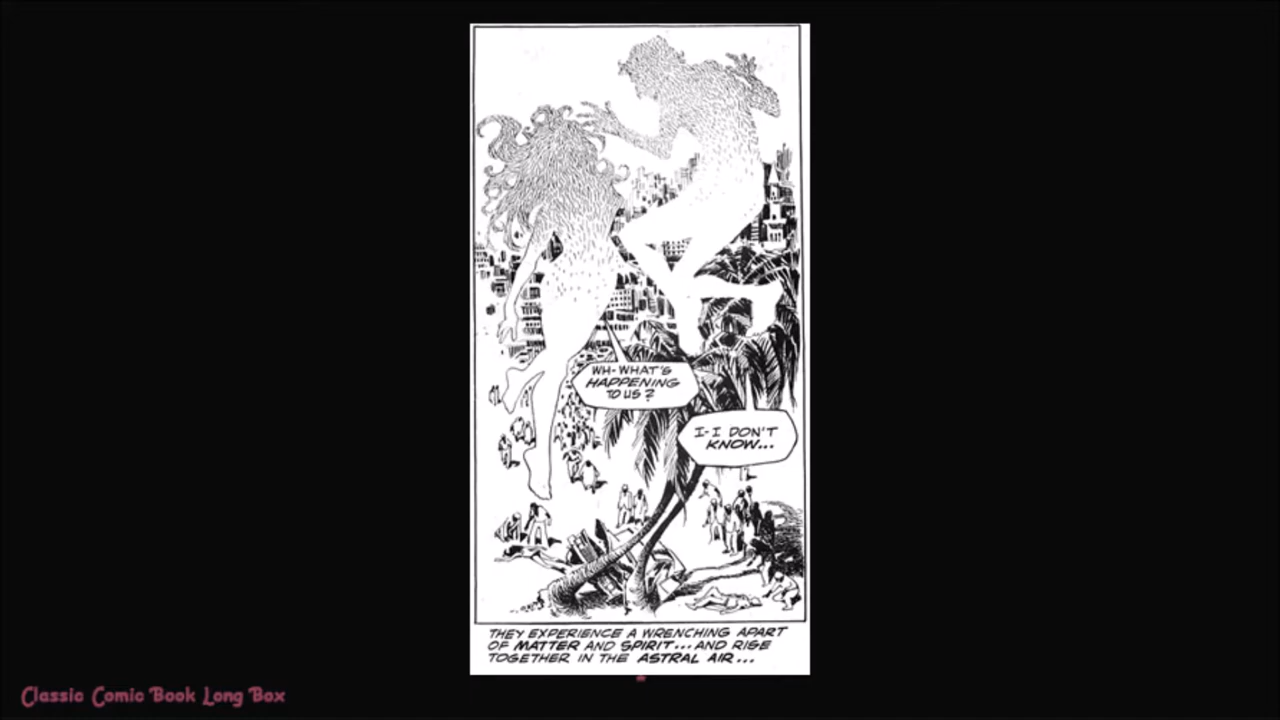 WH-WHAT'S
HAPPENING
TO US?
I-I DON'T
KNOW...
THEY EXPERIENCE A WRENCHING APART
OF MATTER AND SPIRIT...AND RISE
TOGETHER IN THE ASTRAL AIR...
Classic Comic Book Long Box